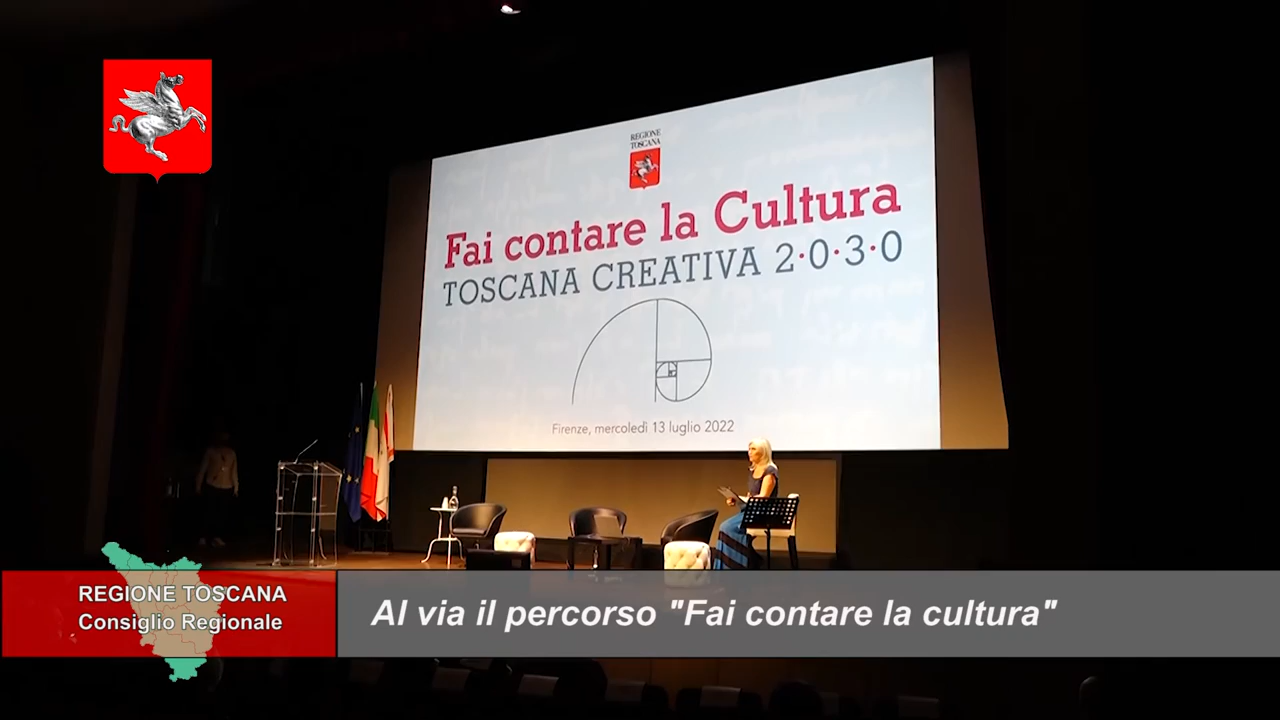 REGIONE
TOSCANA
Fai contare la Cultura
TOSCANA CREATIVA 2·0·3·0
Firenze, mercoledì 13 luglio 2022
REGIONE TOSCANA
Consiglio Regionale
Al via il percorso "Fai contare la cultura"